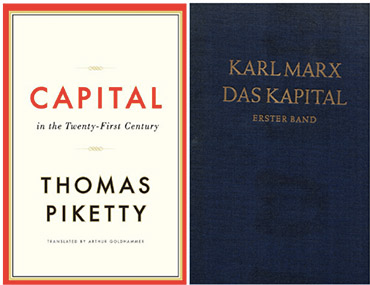 CAPITAL
in the Twenty-First Century
THOMAS
PIKETTY
TRANSLATED BY ARTHUR GOLDHAMMER
KARL MARX
DAS KAPITAL
ERSTER BAND